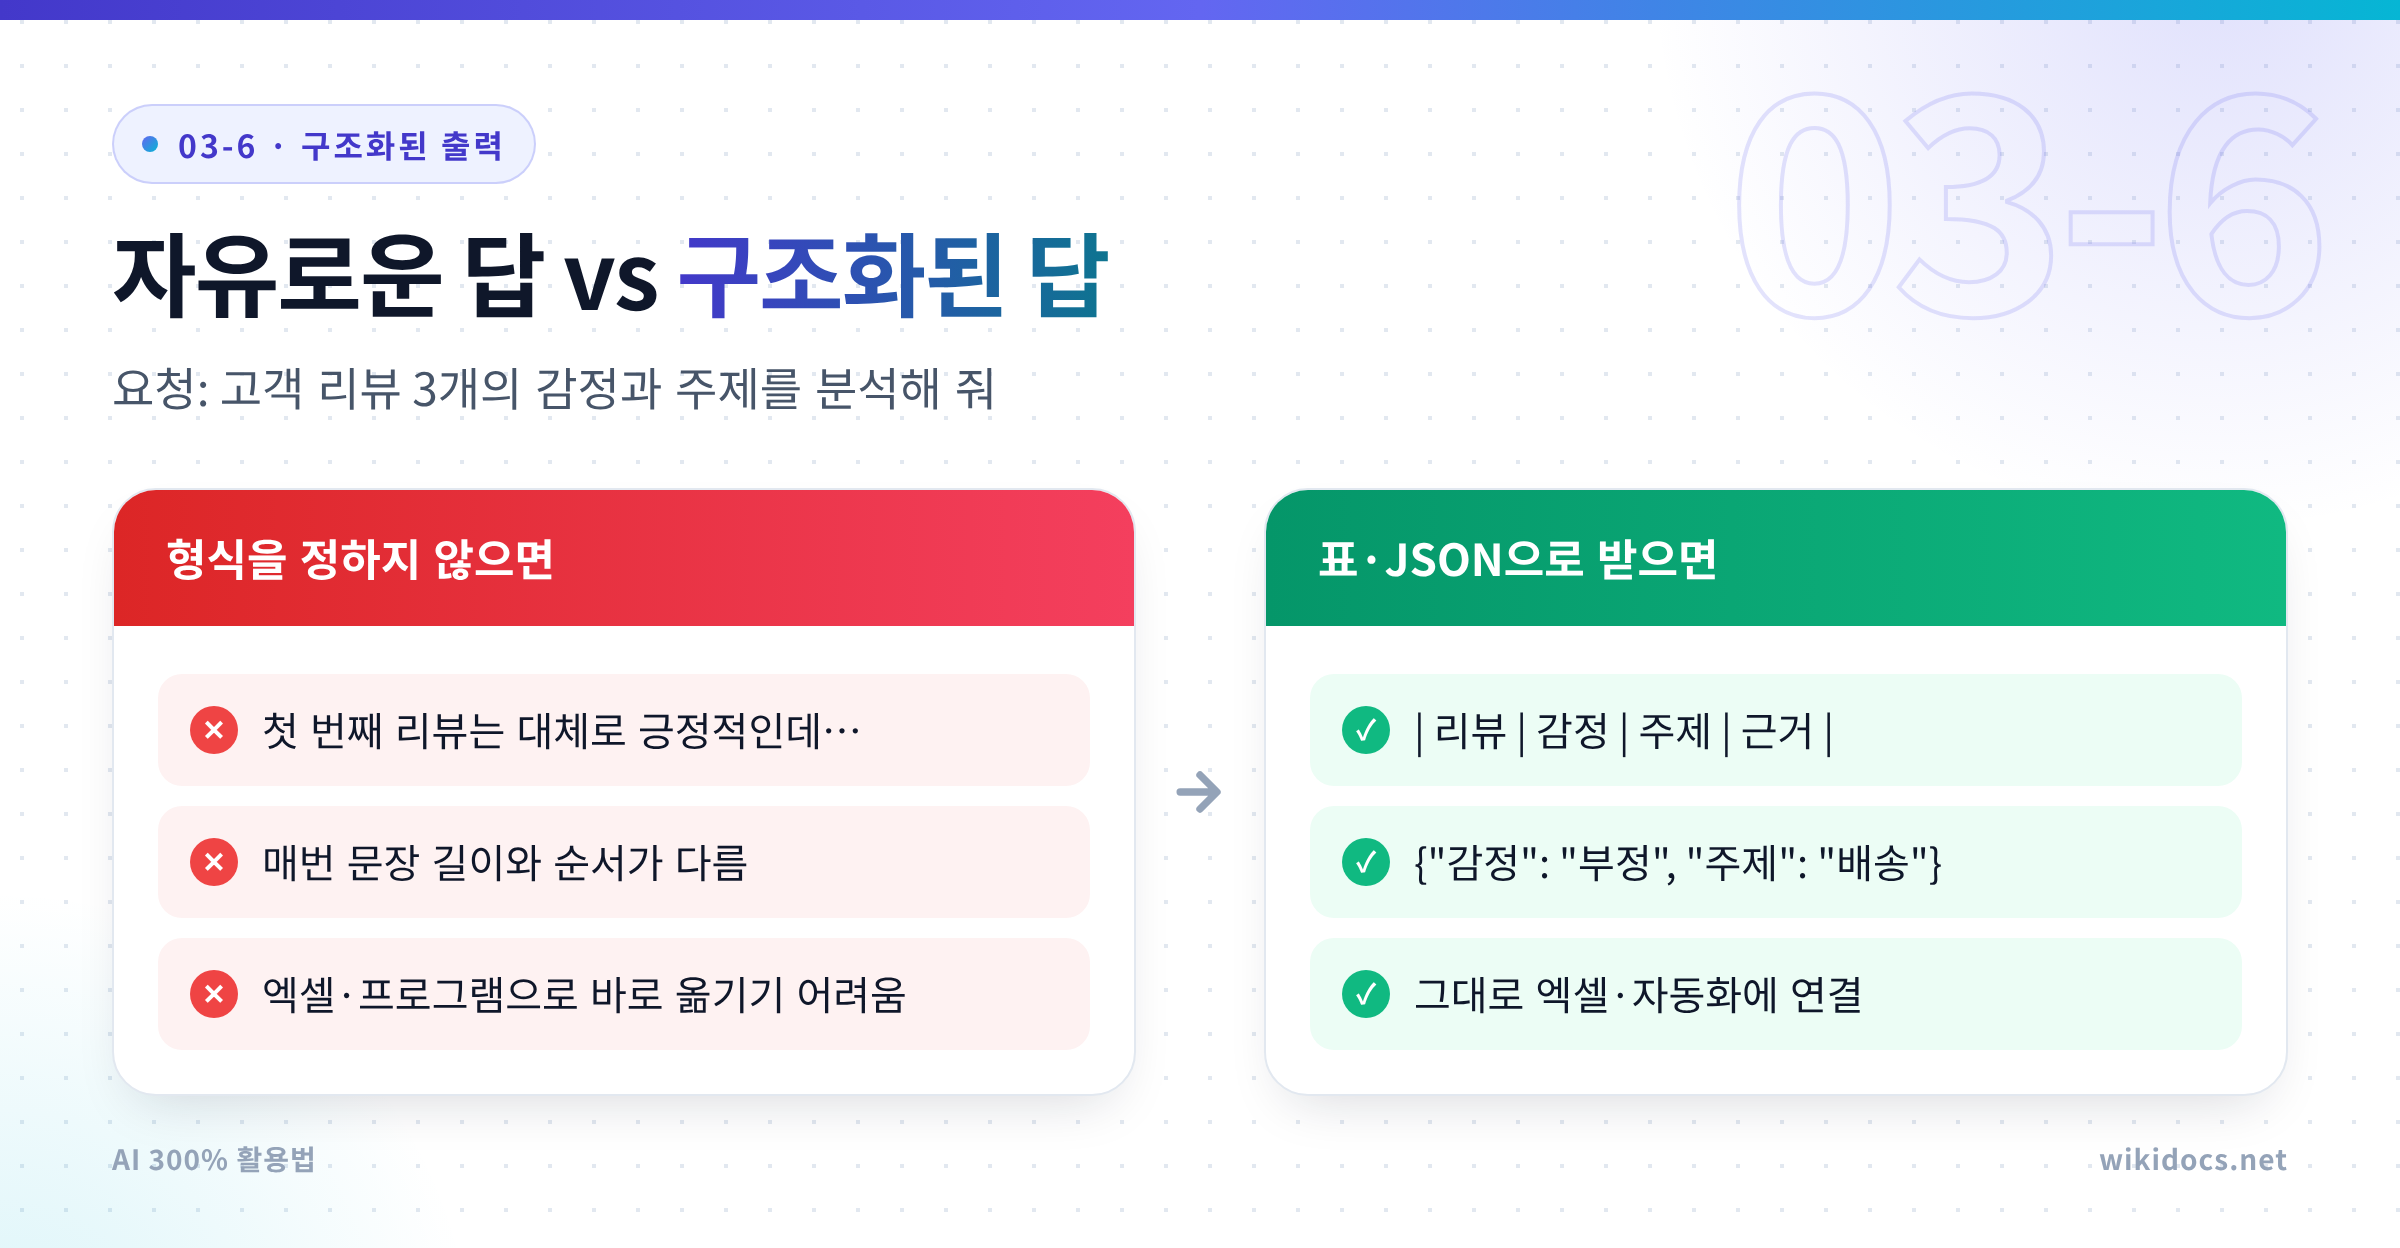 03-6 · 구조화된 출력
03-6
자유로운 답 vs 구조화된 답
요청: 고객 리뷰 3개의 감정과 주제를 분석해 줘
형식을 정하지 않으면
첫 번째 리뷰는 대체로 긍정적인데…
매번 문장 길이와 순서가 다름
엑셀·프로그램으로 바로 옮기기 어려움
표·JSON으로 받으면
| 리뷰 | 감정 | 주제 | 근거 |
{"감정": "부정", "주제": "배송"}
그대로 엑셀·자동화에 연결
AI 300% 활용법
wikidocs.net